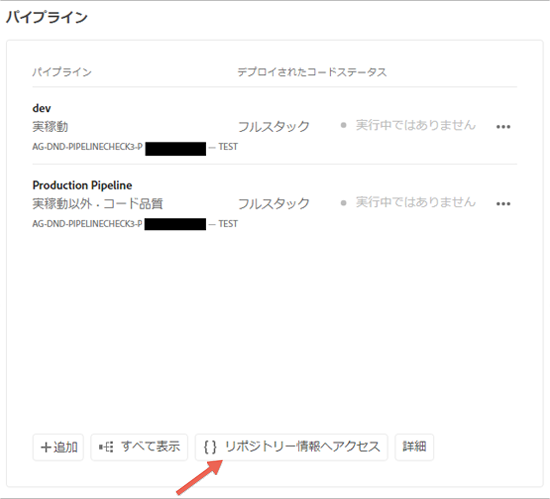 パイプライン
パイプライン デプロイされたコードステータス
dev
実稼動 フルスタック 実行中ではありません •••
AG-DND-PIPELINECHECK3-P — TEST
Production Pipeline
実稼動以外・コード品質 フルスタック 実行中ではありません •••
AG-DND-PIPELINECHECK3-P — TEST
+追加 すべて表示 {} リポジトリー情報へアクセス 詳細